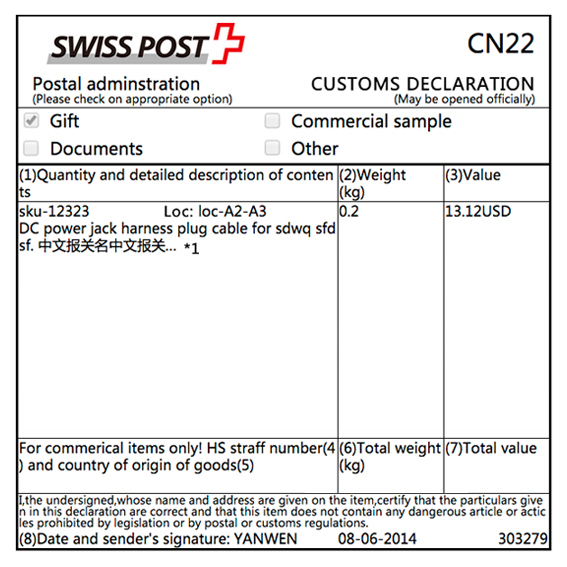 SWISS POST
CN22
Postal adminstration
(Please check on appropriate option)
CUSTOMS DECLARATION
(May be opened officially)
Gift
Commercial sample
Documents
Other
(1)Quantity and detailed description of conten
ts
(2)Weight
(kg)
(3)Value
sku-12323 Loc: loc-A2-A3
DC power jack harness plug cable for sdwq sfd
sf. 中文报关名中文报关... *1
0.2
13.12USD
For commerical items only! HS straff number(4
) and country of origin of goods(5)
(6)Total weight
(kg)
(7)Total value
I,the undersigned,whose name and address are given on the item,certify that the particulars give
n in this declaration are correct and that this item does not contain any dangerous article or actic
les prohibited by legislation or by postal or customs regulations.
(8)Date and sender's signature: YANWEN 08-06-2014 303279